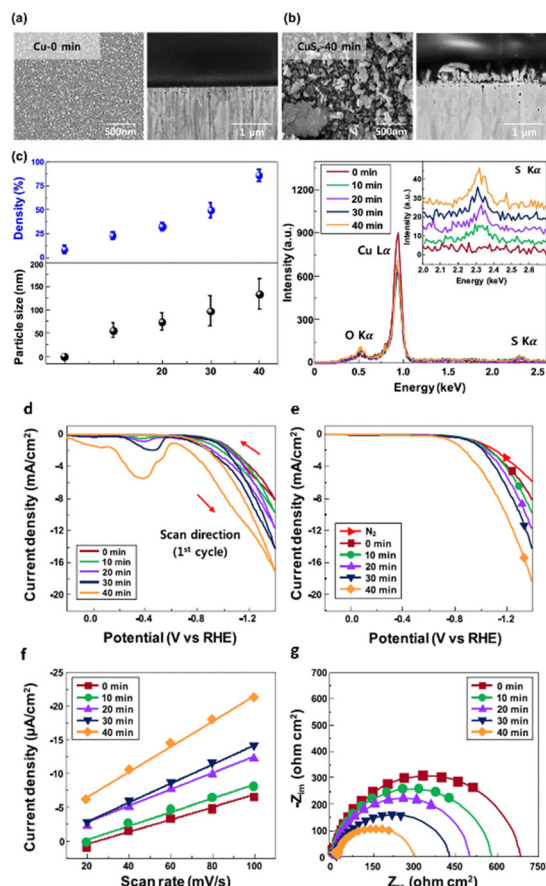 (a)
(b)
Cu-0 min
CuSx-40 min
500nm
1 μm
500nm
1 μm
(c)
Density (%)
100
75
50
25
0
Particle size (nm)
200
150
100
50
0
20 30 40
0 min
10 min
20 min
30 min
40 min
Intensity (a.u.)
1200
900
600
300
0
Cu Lα
O Kα
S Kα
0.0 0.5 1.0 1.5 2.0 2.5
Energy (keV)
S Kα
Intensity (a.u.)
40
30
20
10
0
2.0 2.2 2.4 2.6
Energy (keV)
d
Current density (mA/cm²)
0
-4
-8
-12
-16
-20
Scan direction
(1st cycle)
0 min
10 min
20 min
30 min
40 min
0.0 -0.4 -0.8 -1.2
Potential (V vs RHE)
e
Current density (mA/cm²)
0
-4
-8
-12
-16
-20
N₂
0 min
10 min
20 min
30 min
40 min
0.0 -0.4 -0.8 -1.2
Potential (V vs RHE)
f
Current density (μA/cm²)
-25
-20
-15
-10
-5
0
0 min
10 min
20 min
30 min
40 min
20 40 60 80 100
Scan rate (mV/s)
g
-Zim (ohm cm²)
700
600
500
400
300
200
100
0
0 min
10 min
20 min
30 min
40 min
0 150 300 450 600 750
(ohm cm²)